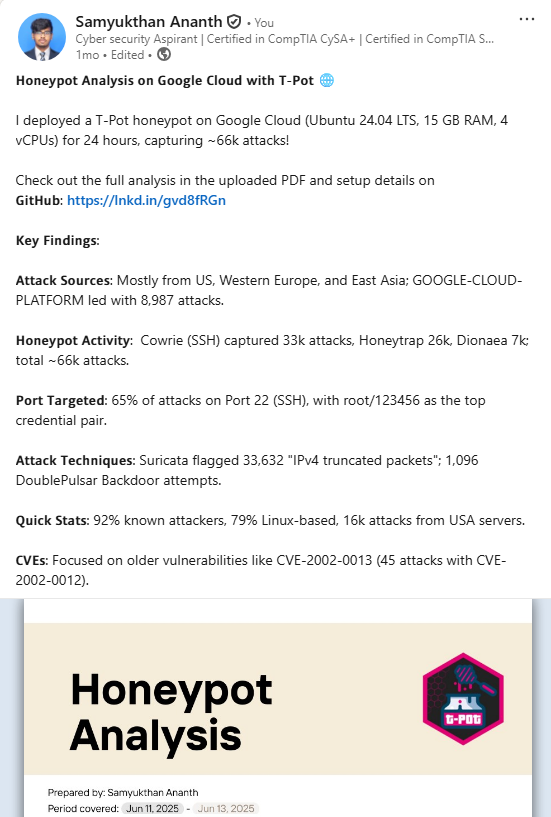 Samyukthan Ananth • You
Cyber security Aspirant | Certified in CompTIA CySA+ | Certified in CompTIA S...
1mo • Edited •
Honeypot Analysis on Google Cloud with T-Pot 🌐
I deployed a T-Pot honeypot on Google Cloud (Ubuntu 24.04 LTS, 15 GB RAM, 4
vCPUs) for 24 hours, capturing ~66k attacks!
Check out the full analysis in the uploaded PDF and setup details on
GitHub: https://lnkd.in/gvd8fRGn
Key Findings:
Attack Sources: Mostly from US, Western Europe, and East Asia; GOOGLE-CLOUD-
PLATFORM led with 8,987 attacks.
Honeypot Activity: Cowrie (SSH) captured 33k attacks, Honeytrap 26k, Dionaea 7k;
total ~66k attacks.
Port Targeted: 65% of attacks on Port 22 (SSH), with root/123456 as the top
credential pair.
Attack Techniques: Suricata flagged 33,632 "IPv4 truncated packets"; 1,096
DoublePulsar Backdoor attempts.
Quick Stats: 92% known attackers, 79% Linux-based, 16k attacks from USA servers.
CVEs: Focused on older vulnerabilities like CVE-2002-0013 (45 attacks with CVE-
2002-0012).
Honeypot
Analysis
T-POT
Prepared by: Samyukthan Ananth
Period covered: Jun 11, 2025 - Jun 13, 2025